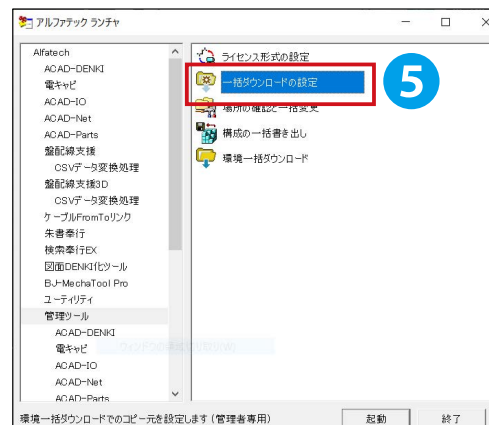 アルファテック ランチャ
Alfatech
ACAD-DENKI
電キャビ
ACAD-IO
ACAD-Net
ACAD-Parts
盤配線支援
CSVデータ変換処理
盤配線支援3D
CSVデータ変換処理
ケーブルFromToリンク
朱書奉行
検索奉行EX
図面DENKI化ツール
BJ-MechaTool Pro
ユーティリティ
管理ツール
ACAD-DENKI
電キャビ
ACAD-IO
ACAD-Net
ACAD-Parts
ライセンス形式の設定
一括ダウンロードの設定
5
場所の確認と一括変更
構成の一括書き出し
環境一括ダウンロード
環境一括ダウンロードでのコピー元を設定します(管理者専用)
起動
終了